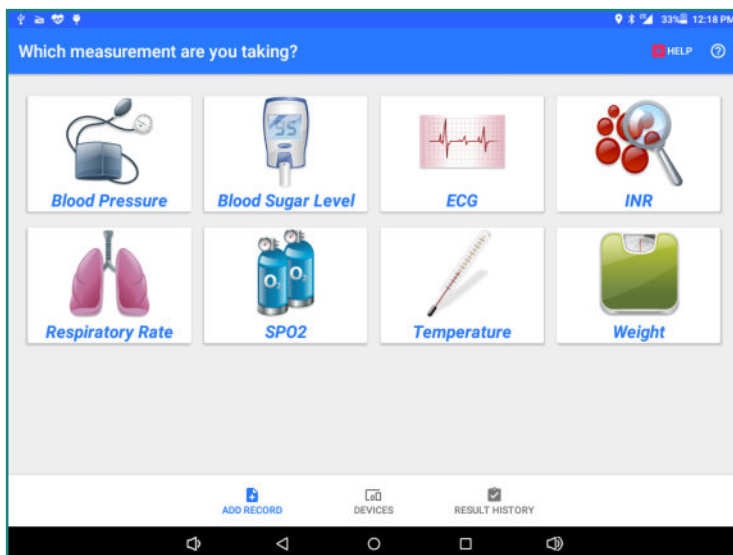 33% 12:18 PM
Which measurement are you taking?
HELP
Blood Pressure
Blood Sugar Level
ECG
INR
Respiratory Rate
SPO2
Temperature
Weight
ADD RECORD
DEVICES
RESULT HISTORY